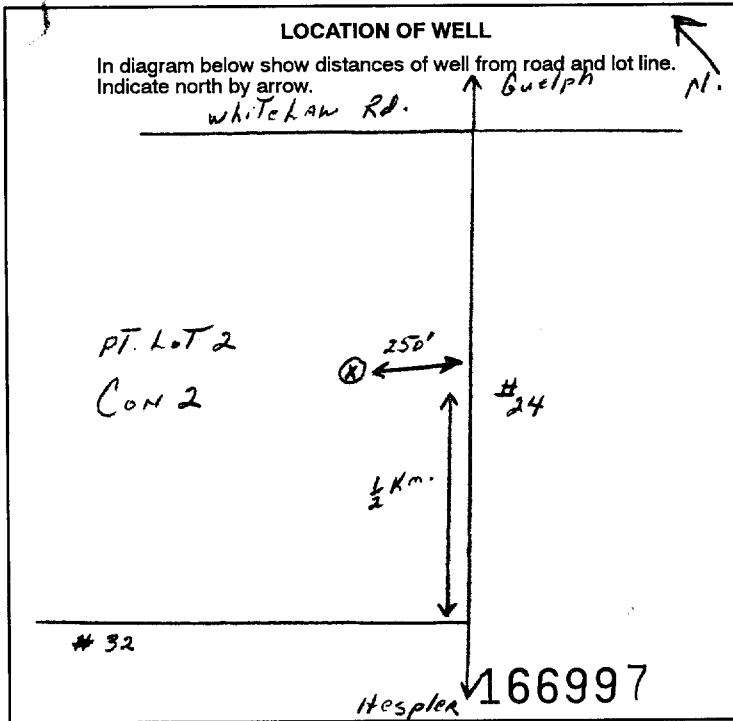 LOCATION OF WELL
In diagram below show distances of well from road and lot line.
Indicate north by arrow.
Guelph
N.
whiteLAW Rd.
PT. LoT 2
250'
CoN 2
#24
1/2 Km.
# 32
Hespler
166997